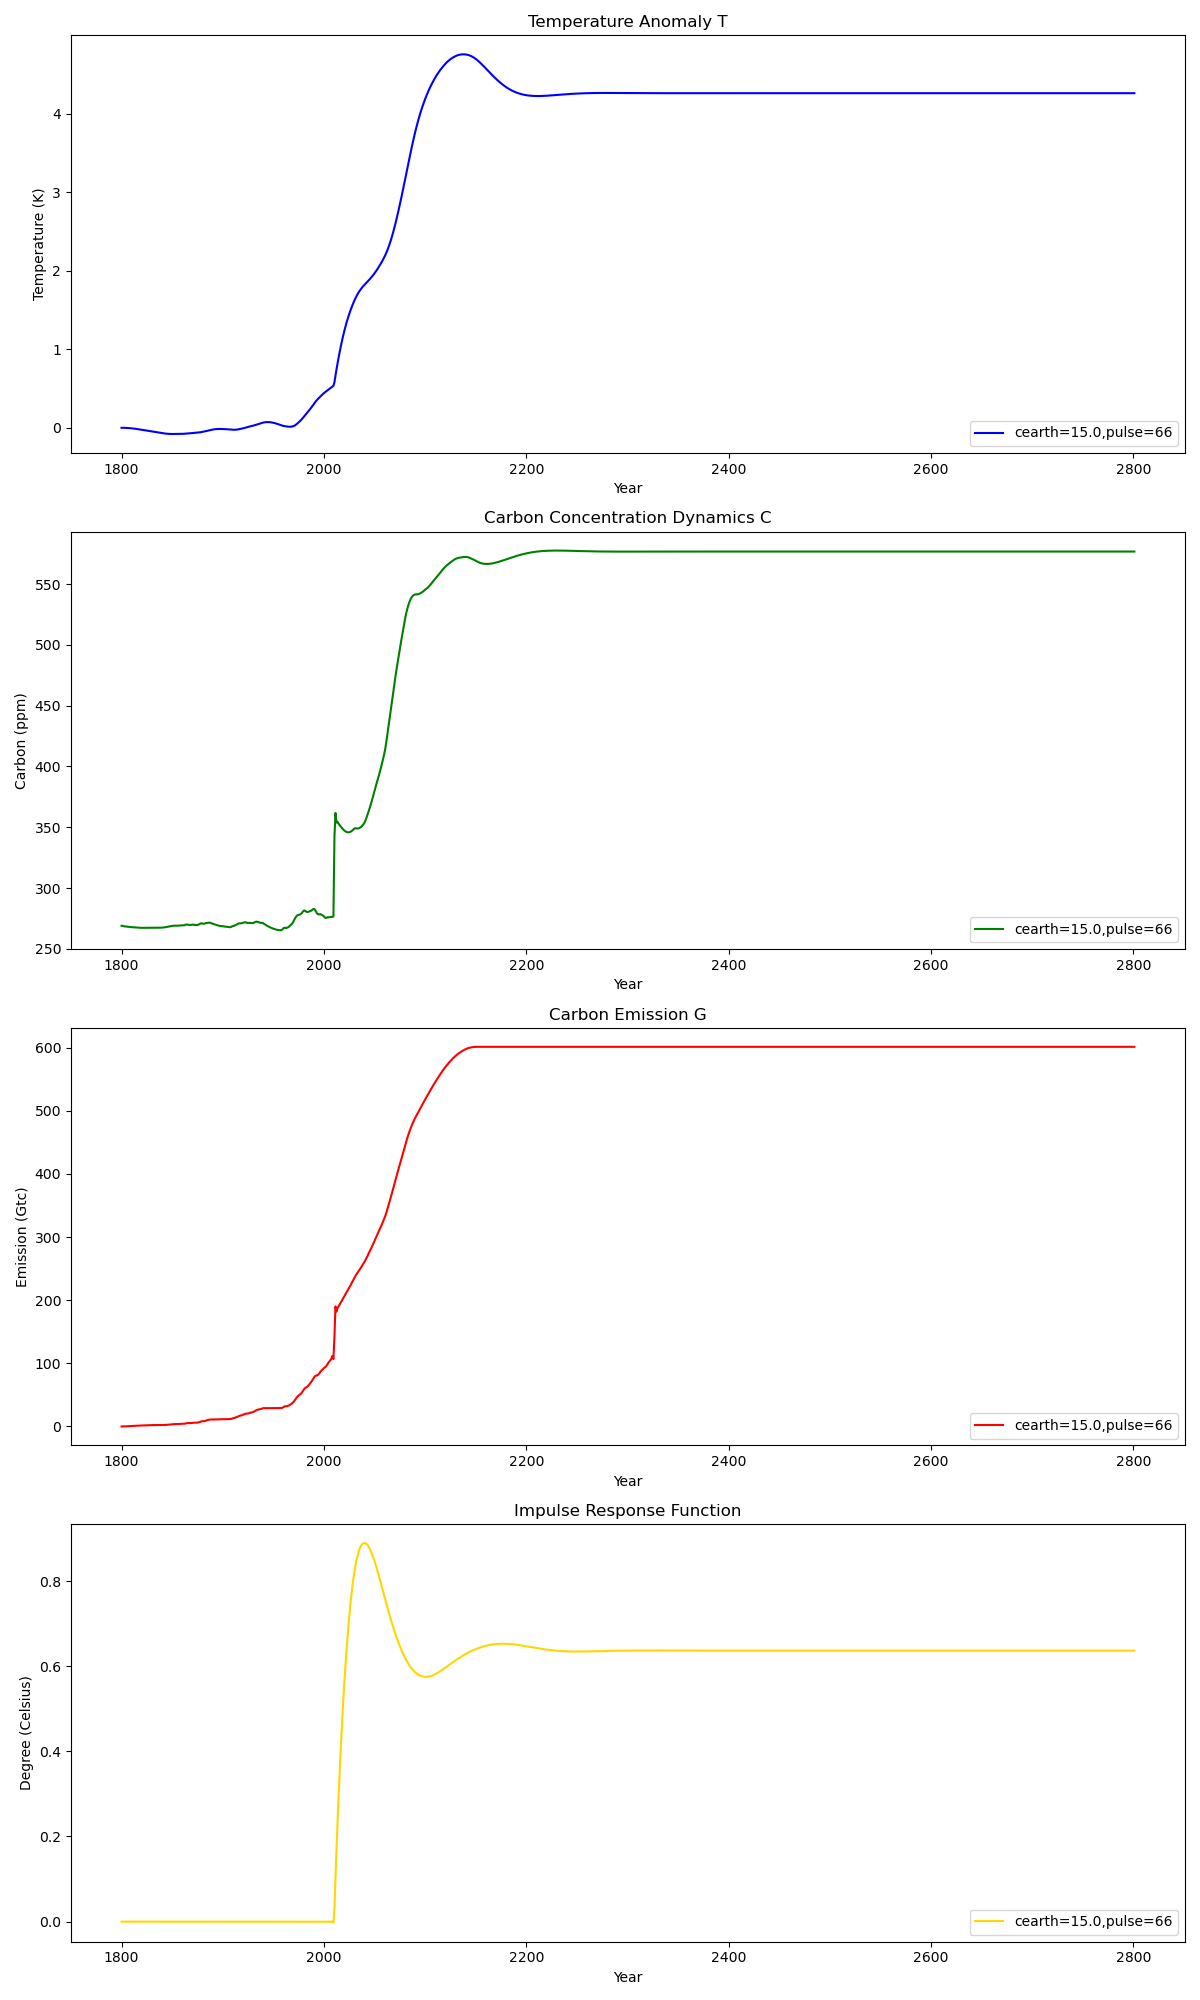 Temperature Anomaly T
Temperature (K)
4
3
2
1
0
cearth=15.0,pulse=66
1800 2000 2200 2400 2600 2800
Year
Carbon Concentration Dynamics C
Carbon (ppm)
550
500
450
400
350
300
250
cearth=15.0,pulse=66
1800 2000 2200 2400 2600 2800
Year
Carbon Emission G
Emission (Gtc)
600
500
400
300
200
100
0
cearth=15.0,pulse=66
1800 2000 2200 2400 2600 2800
Year
Impulse Response Function
Degree (Celsius)
0.8
0.6
0.4
0.2
0.0
cearth=15.0,pulse=66
1800 2000 2200 2400 2600 2800
Year